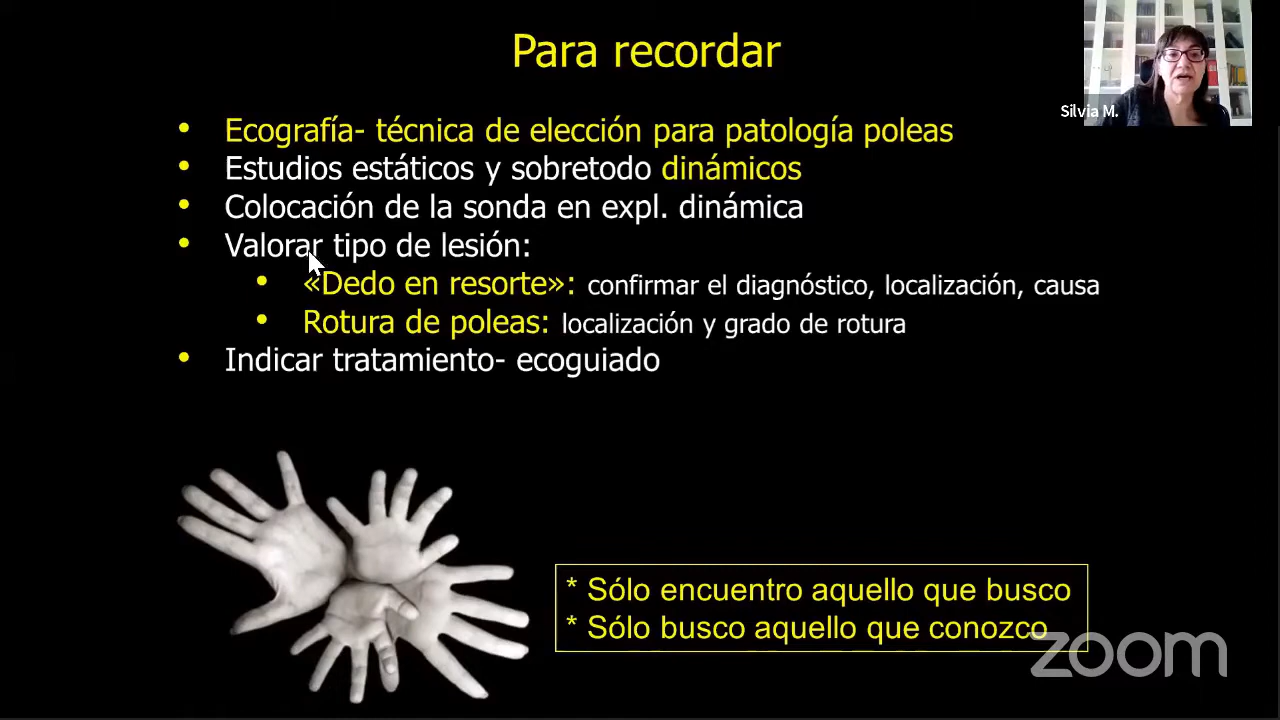 Para recordar
Silvia M.
• Ecografía- técnica de elección para patología poleas
• Estudios estáticos y sobretodo dinámicos
• Colocación de la sonda en expl. dinámica
• Valorar tipo de lesión:
• «Dedo en resorte»: confirmar el diagnóstico, localización, causa
• Rotura de poleas: localización y grado de rotura
• Indicar tratamiento- ecoguiado
* Sólo encuentro aquello que busco
* Sólo busco aquello que conozco
zoom